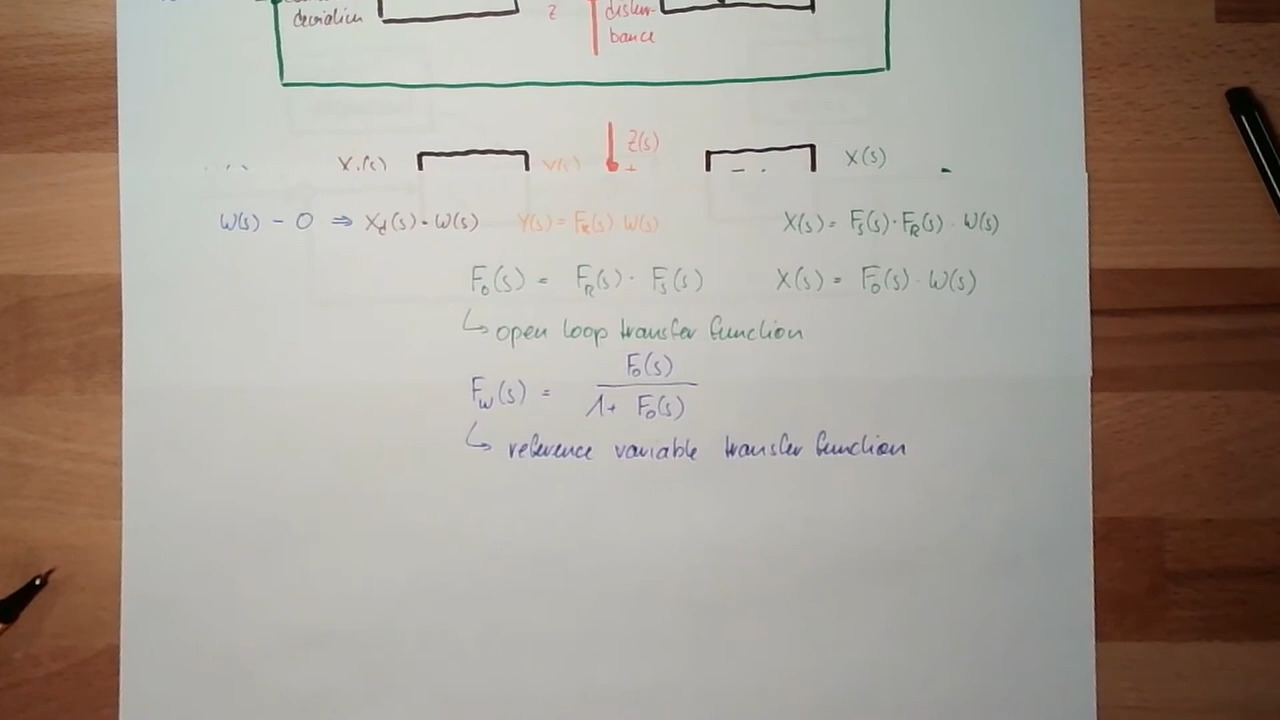 deviation z distur-
bance
Z(s)
+ X(s)
W(s) - 0 ⇒ Xd(s) = W(s) Y(s) = FR(s) W(s) X(s) = FS(s) · FR(s) · W(s)
F0(s) = FR(s) · FS(s) X(s) = F0(s) · W(s)
↳ open loop transfer function
Fw(s) = F0(s) / 1+ F0(s)
↳ reference variable transfer function